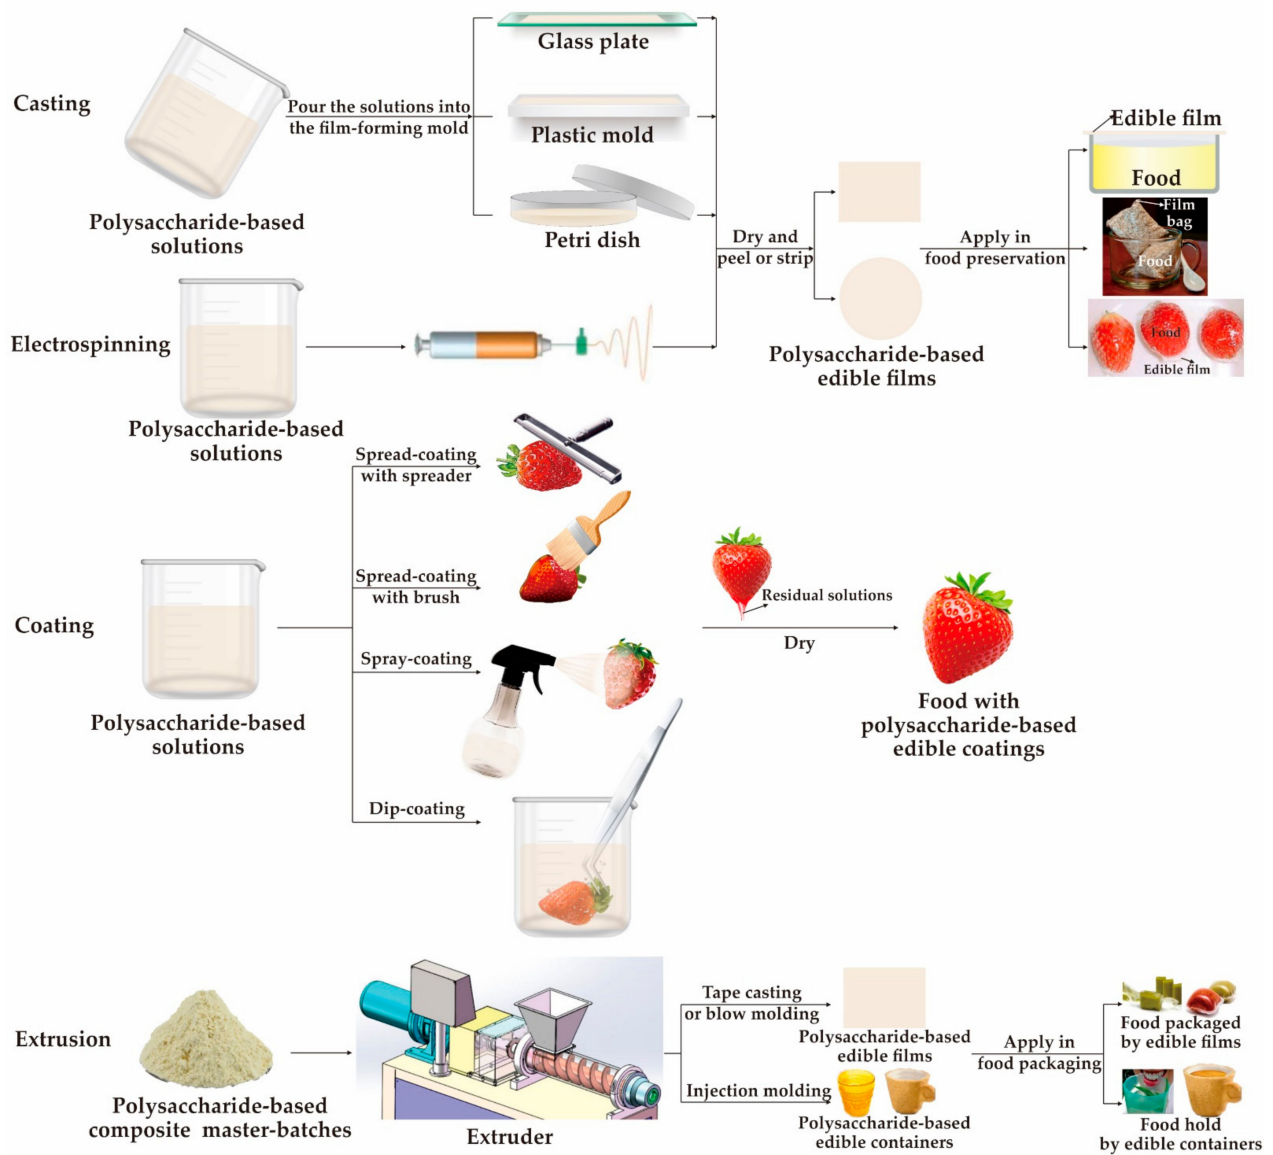 Glass plate
Casting
Pour the solutions into
the film-forming mold
Plastic mold
Polysaccharide-based
solutions
Petri dish
Dry and
peel or strip
Polysaccharide-based
edible films
Apply in
food preservation
Edible film
Food
Film
bag
Food
Food
Edible film
Electrospinning
Polysaccharide-based
solutions
Coating
Polysaccharide-based
solutions
Spread-coating
with spreader
Spread-coating
with brush
Spray-coating
Dip-coating
Residual solutions
Dry
Food with
polysaccharide-based
edible coatings
Extrusion
Polysaccharide-based
composite master-batches
Extruder
Tape casting
or blow molding
Polysaccharide-based
edible films
Injection molding
Polysaccharide-based
edible containers
Apply in
food packaging
Food packaged
by edible films
Food hold
by edible containers